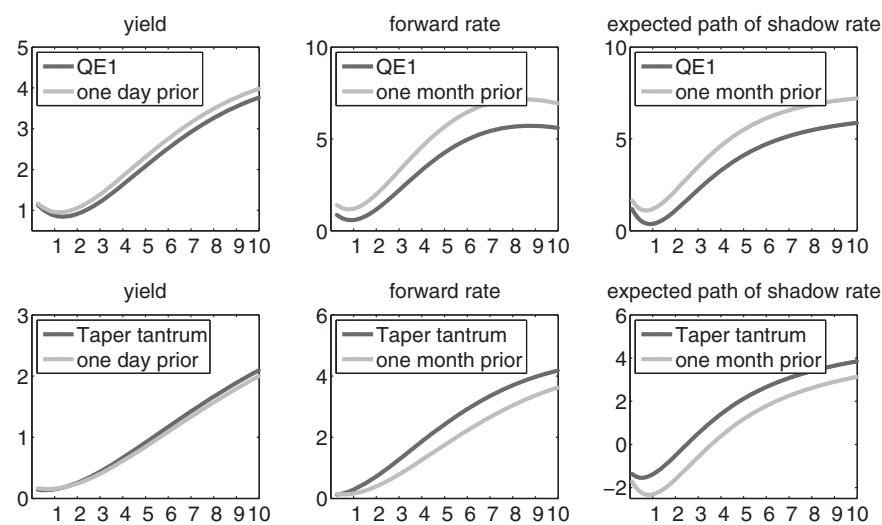 yield
5
4
3
2
1
QE1
one day prior
1 2 3 4 5 6 7 8 9 10
forward rate
10
5
0
QE1
one month prior
1 2 3 4 5 6 7 8 9 10
expected path of shadow rate
10
5
0
QE1
one month prior
1 2 3 4 5 6 7 8 9 10
yield
3
2
1
0
Taper tantrum
one day prior
1 2 3 4 5 6 7 8 9 10
forward rate
6
4
2
0
Taper tantrum
one month prior
1 2 3 4 5 6 7 8 9 10
expected path of shadow rate
6
4
2
0
−2
Taper tantrum
one month prior
1 2 3 4 5 6 7 8 9 10